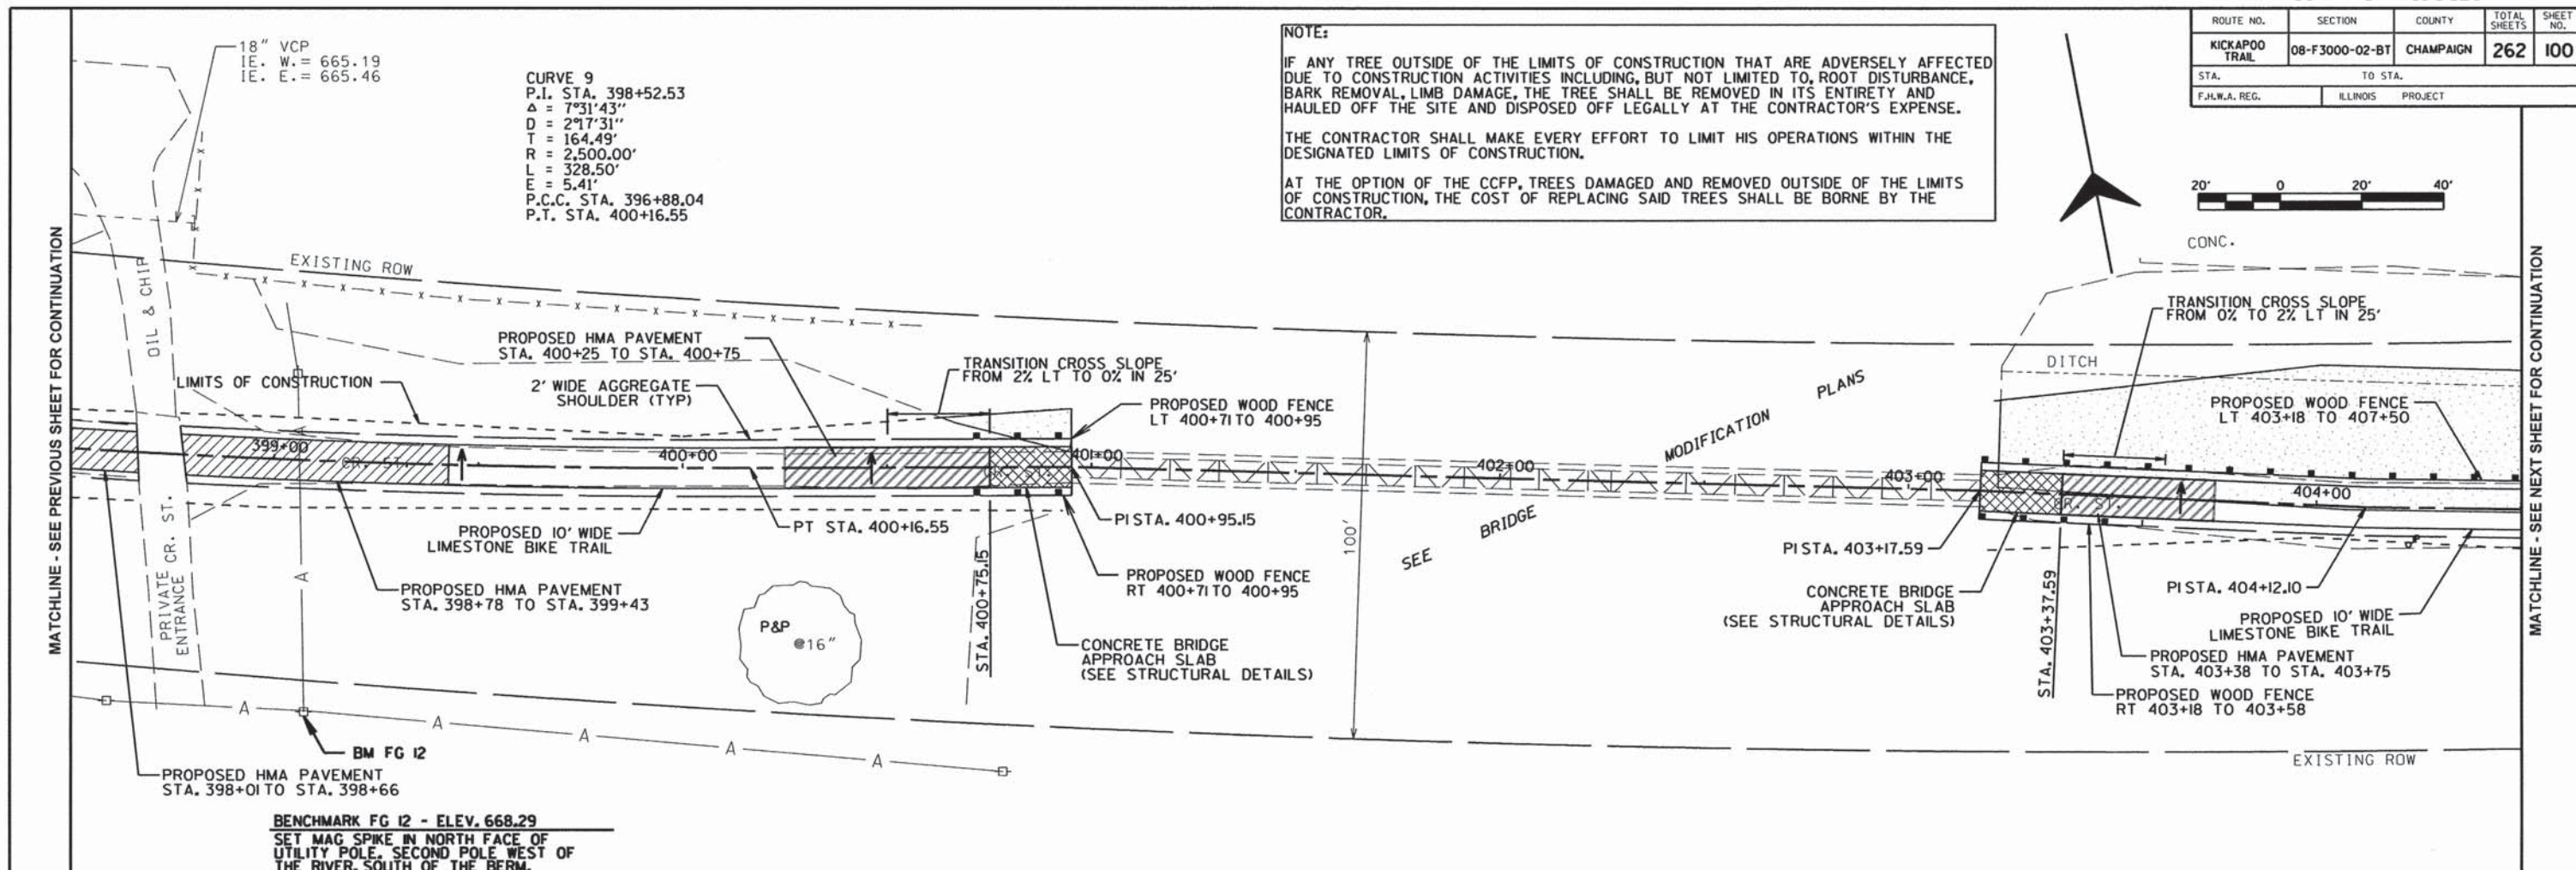 ROUTE NO.
SECTION
COUNTY
TOTAL SHEETS
SHEET NO.
KICKAPOO TRAIL
08-F3000-02-BT
CHAMPAIGN
262
100
STA.
TO STA.
F.H.W.A. REG.
ILLINOIS
PROJECT
18" VCP
IE. W.= 665.19
IE. E.= 665.46
CURVE 9
P.I. STA. 398+52.53
Δ = 7°31'43"
D = 2°17'31"
T = 164.49'
R = 2,500.00'
L = 328.50'
E = 5.41'
P.C.C. STA. 396+88.04
P.T. STA. 400+16.55
NOTE:
IF ANY TREE OUTSIDE OF THE LIMITS OF CONSTRUCTION THAT ARE ADVERSELY AFFECTED
DUE TO CONSTRUCTION ACTIVITIES INCLUDING, BUT NOT LIMITED TO, ROOT DISTURBANCE,
BARK REMOVAL, LIMB DAMAGE, THE TREE SHALL BE REMOVED IN ITS ENTIRETY AND
HAULED OFF THE SITE AND DISPOSED OFF LEGALLY AT THE CONTRACTOR'S EXPENSE.
THE CONTRACTOR SHALL MAKE EVERY EFFORT TO LIMIT HIS OPERATIONS WITHIN THE
DESIGNATED LIMITS OF CONSTRUCTION.
AT THE OPTION OF THE CCFP, TREES DAMAGED AND REMOVED OUTSIDE OF THE LIMITS
OF CONSTRUCTION, THE COST OF REPLACING SAID TREES SHALL BE BORNE BY THE
CONTRACTOR.
20' 0 20' 40'
CONC.
MATCHLINE - SEE PREVIOUS SHEET FOR CONTINUATION
MATCHLINE - SEE NEXT SHEET FOR CONTINUATION
EXISTING ROW
OIL & CHIP
PROPOSED HMA PAVEMENT
STA. 400+25 TO STA. 400+75
LIMITS OF CONSTRUCTION
2' WIDE AGGREGATE
SHOULDER (TYP)
TRANSITION CROSS SLOPE
FROM 2% LT TO 0% IN 25'
PROPOSED WOOD FENCE
LT 400+71 TO 400+95
TRANSITION CROSS SLOPE
FROM 0% TO 2% LT IN 25'
DITCH
PROPOSED WOOD FENCE
LT 403+18 TO 407+50
399+00
CR. ST.
400+00
401+00
402+00
403+00
404+00
CR. ST.
SEE BRIDGE MODIFICATION PLANS
100'
PROPOSED 10' WIDE
LIMESTONE BIKE TRAIL
PT STA. 400+16.55
PI STA. 400+95.15
PROPOSED HMA PAVEMENT
STA. 398+78 TO STA. 399+43
PRIVATE CR. ST.
ENTRANCE
A
P&P
16"
STA. 400+75.15
PROPOSED WOOD FENCE
RT 400+71 TO 400+95
CONCRETE BRIDGE
APPROACH SLAB
(SEE STRUCTURAL DETAILS)
PI STA. 403+17.59
CONCRETE BRIDGE
APPROACH SLAB
(SEE STRUCTURAL DETAILS)
STA. 403+37.59
PI STA. 404+12.10
PROPOSED 10' WIDE
LIMESTONE BIKE TRAIL
PROPOSED HMA PAVEMENT
STA. 403+38 TO STA. 403+75
PROPOSED WOOD FENCE
RT 403+18 TO 403+58
A A A A A
BM FG 12
PROPOSED HMA PAVEMENT
STA. 398+01 TO STA. 398+66
EXISTING ROW
BENCHMARK FG 12 - ELEV. 668.29
SET MAG SPIKE IN NORTH FACE OF
UTILITY POLE. SECOND POLE WEST OF
THE RIVER, SOUTH OF THE BERM.